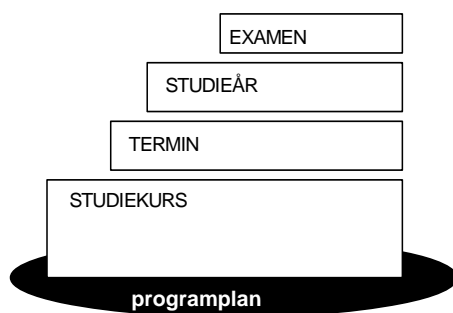 EXAMEN
STUDIEÅR
TERMIN
STUDIEKURS
programplan